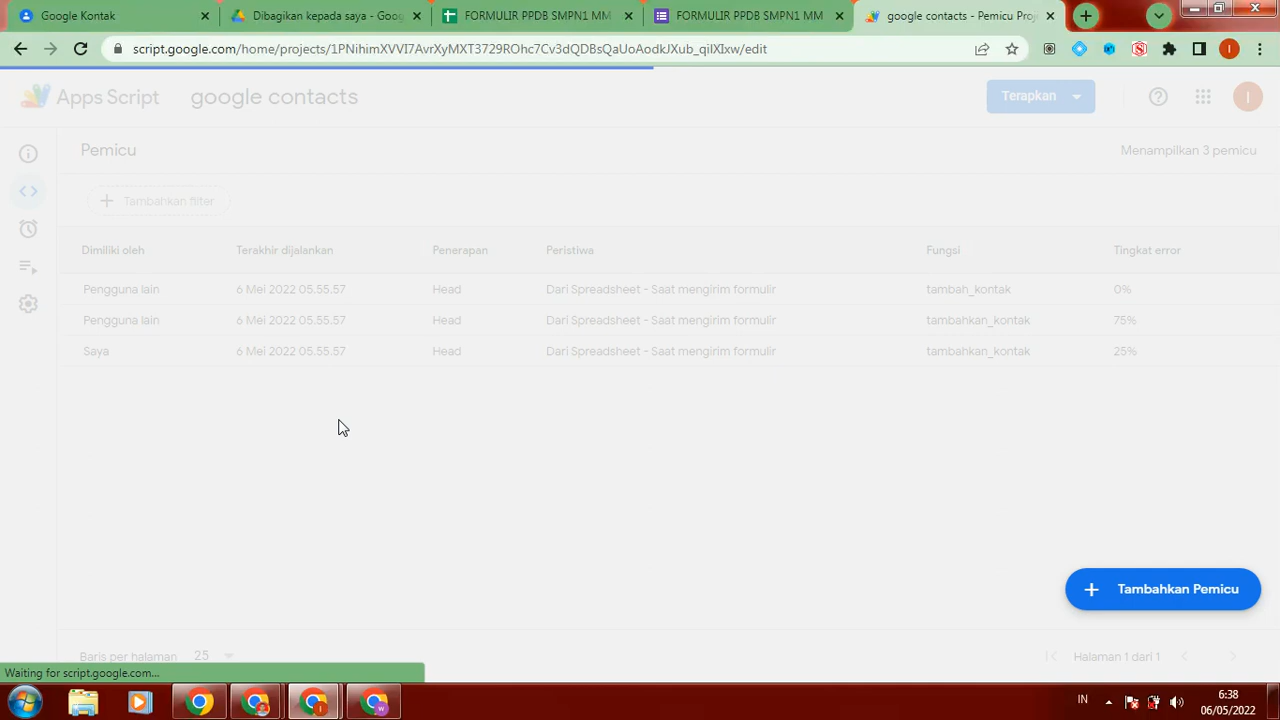 Google Kontak
Dibagikan kepada saya - Goog
FORMULIR PPDB SMPN1 MM
FORMULIR PPDB SMPN1 MM
google contacts - Pemicu Proj
script.google.com/home/projects/1PNihimXVVI7AvrXyMXT3729ROhc7Cv3dQDBsQaUoAodkJXub_qiIXIxw/edit
I
Apps Script
google contacts
Terapkan
I
Pemicu
Menampilkan 3 pemicu
Tambahkan filter
Dimiliki oleh Terakhir dijalankan Penerapan Peristiwa Fungsi Tingkat error
Pengguna lain 6 Mei 2022 05.55.57 Head Dari Spreadsheet - Saat mengirim formulir tambah_kontak 0%
Pengguna lain 6 Mei 2022 05.55.57 Head Dari Spreadsheet - Saat mengirim formulir tambahkan_kontak 75%
Saya 6 Mei 2022 05.55.57 Head Dari Spreadsheet - Saat mengirim formulir tambahkan_kontak 25%
Tambahkan Pemicu
Baris per halaman 25 Halaman 1 dari 1
Waiting for script.google.com...
IN
6:38
06/05/2022